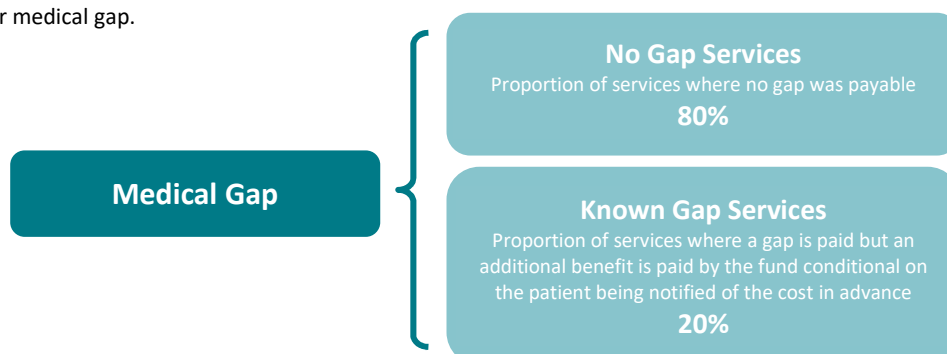 r medical gap.
No Gap Services
Proportion of services where no gap was payable
80%
Medical Gap
Known Gap Services
Proportion of services where a gap is paid but an
additional benefit is paid by the fund conditional on
the patient being notified of the cost in advance
20%